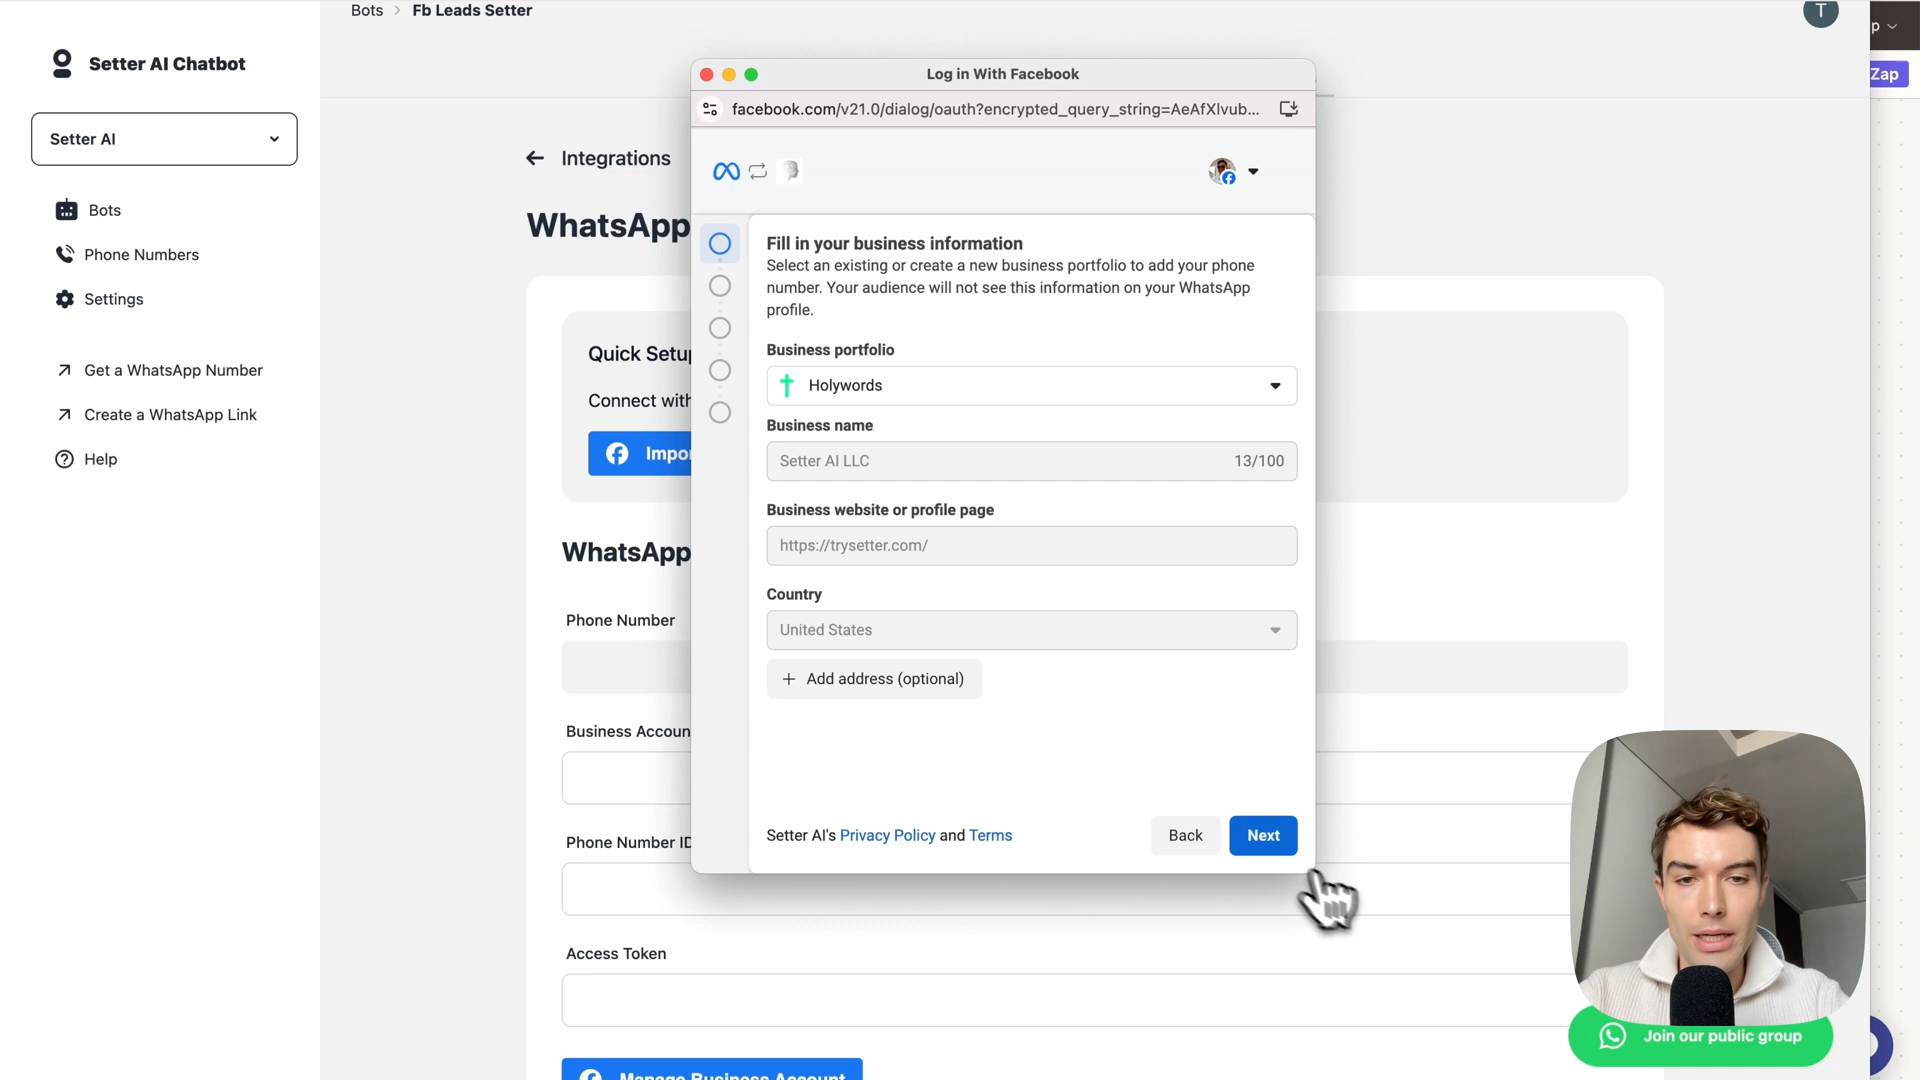 Bots > Fb Leads Setter
T
p
Zap
Setter AI Chatbot
Setter AI
Bots
Phone Numbers
Settings
Get a WhatsApp Number
Create a WhatsApp Link
Help
Integrations
WhatsApp
Quick Setu
Connect with
Impo
WhatsApp
Phone Number
Business Accoun
Phone Number ID
Access Token
Manage Business Account
Log in With Facebook
facebook.com/v21.0/dialog/oauth?encrypted_query_string=AeAfXlvub...
Fill in your business information
Select an existing or create a new business portfolio to add your phone
number. Your audience will not see this information on your WhatsApp
profile.
Business portfolio
Holywords
Business name
Setter AI LLC 13/100
Business website or profile page
https://trysetter.com/
Country
United States
+ Add address (optional)
Setter AI's Privacy Policy and Terms
Back
Next
Join our public group